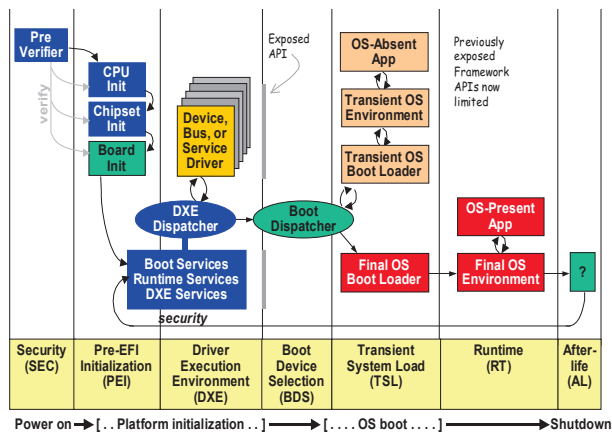 Pre
Verifier
verify
CPU
Init
Chipset
Init
Board
Init
Device,
Bus, or
Service
Driver
Exposed
API
OS-Absent
App
Transient OS
Environment
Transient OS
Boot Loader
Previously
exposed
Framework
APIs now
limited
DXE
Dispatcher
Boot
Dispatcher
OS-Present
App
Boot Services
Runtime Services
DXE Services
Final OS
Boot Loader
Final OS
Environment
?
security
Security
(SEC)
Pre-EFI
Initialization
(PEI)
Driver
Execution
Environment
(DXE)
Boot
Device
Selection
(BDS)
Transient
System Load
(TSL)
Runtime
(RT)
After-
life
(AL)
Power on [ . . Platform initialization . . ] [ . . . . OS boot . . . . ] Shutdown